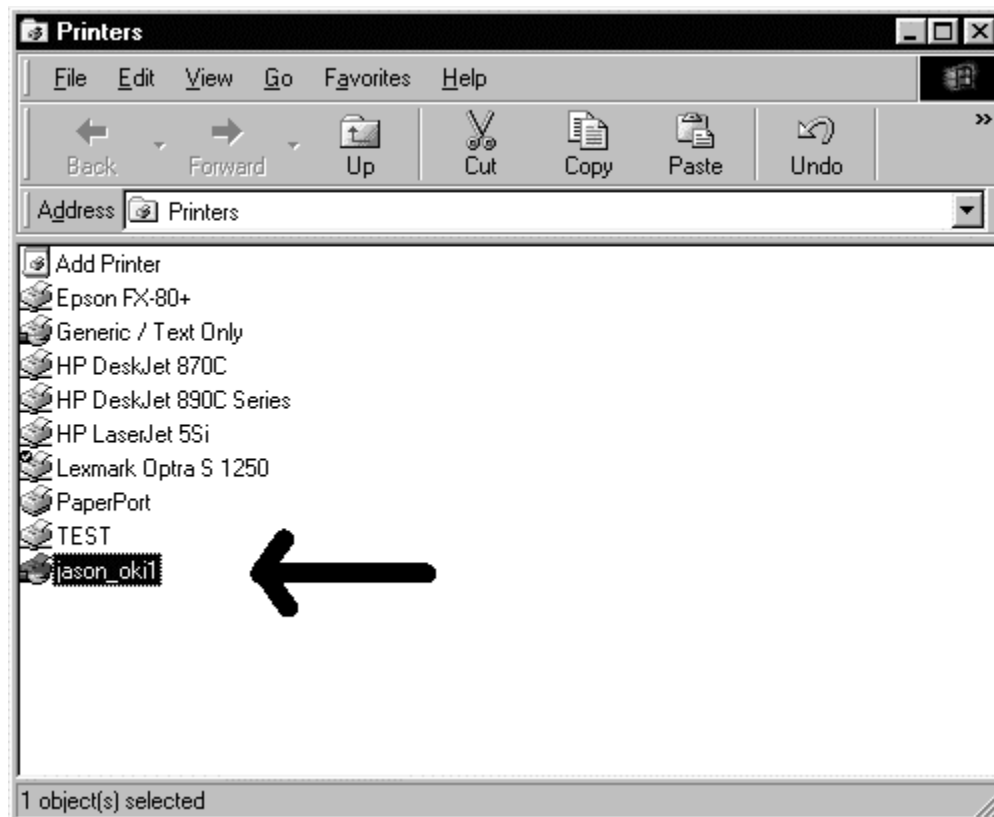 Printers
File Edit View Go Favorites Help
Back Forward Up Cut Copy Paste Undo »
Address Printers
Add Printer
Epson FX-80+
Generic / Text Only
HP DeskJet 870C
HP DeskJet 890C Series
HP LaserJet 5Si
Lexmark Optra S 1250
PaperPort
TEST
jason_oki1
1 object(s) selected